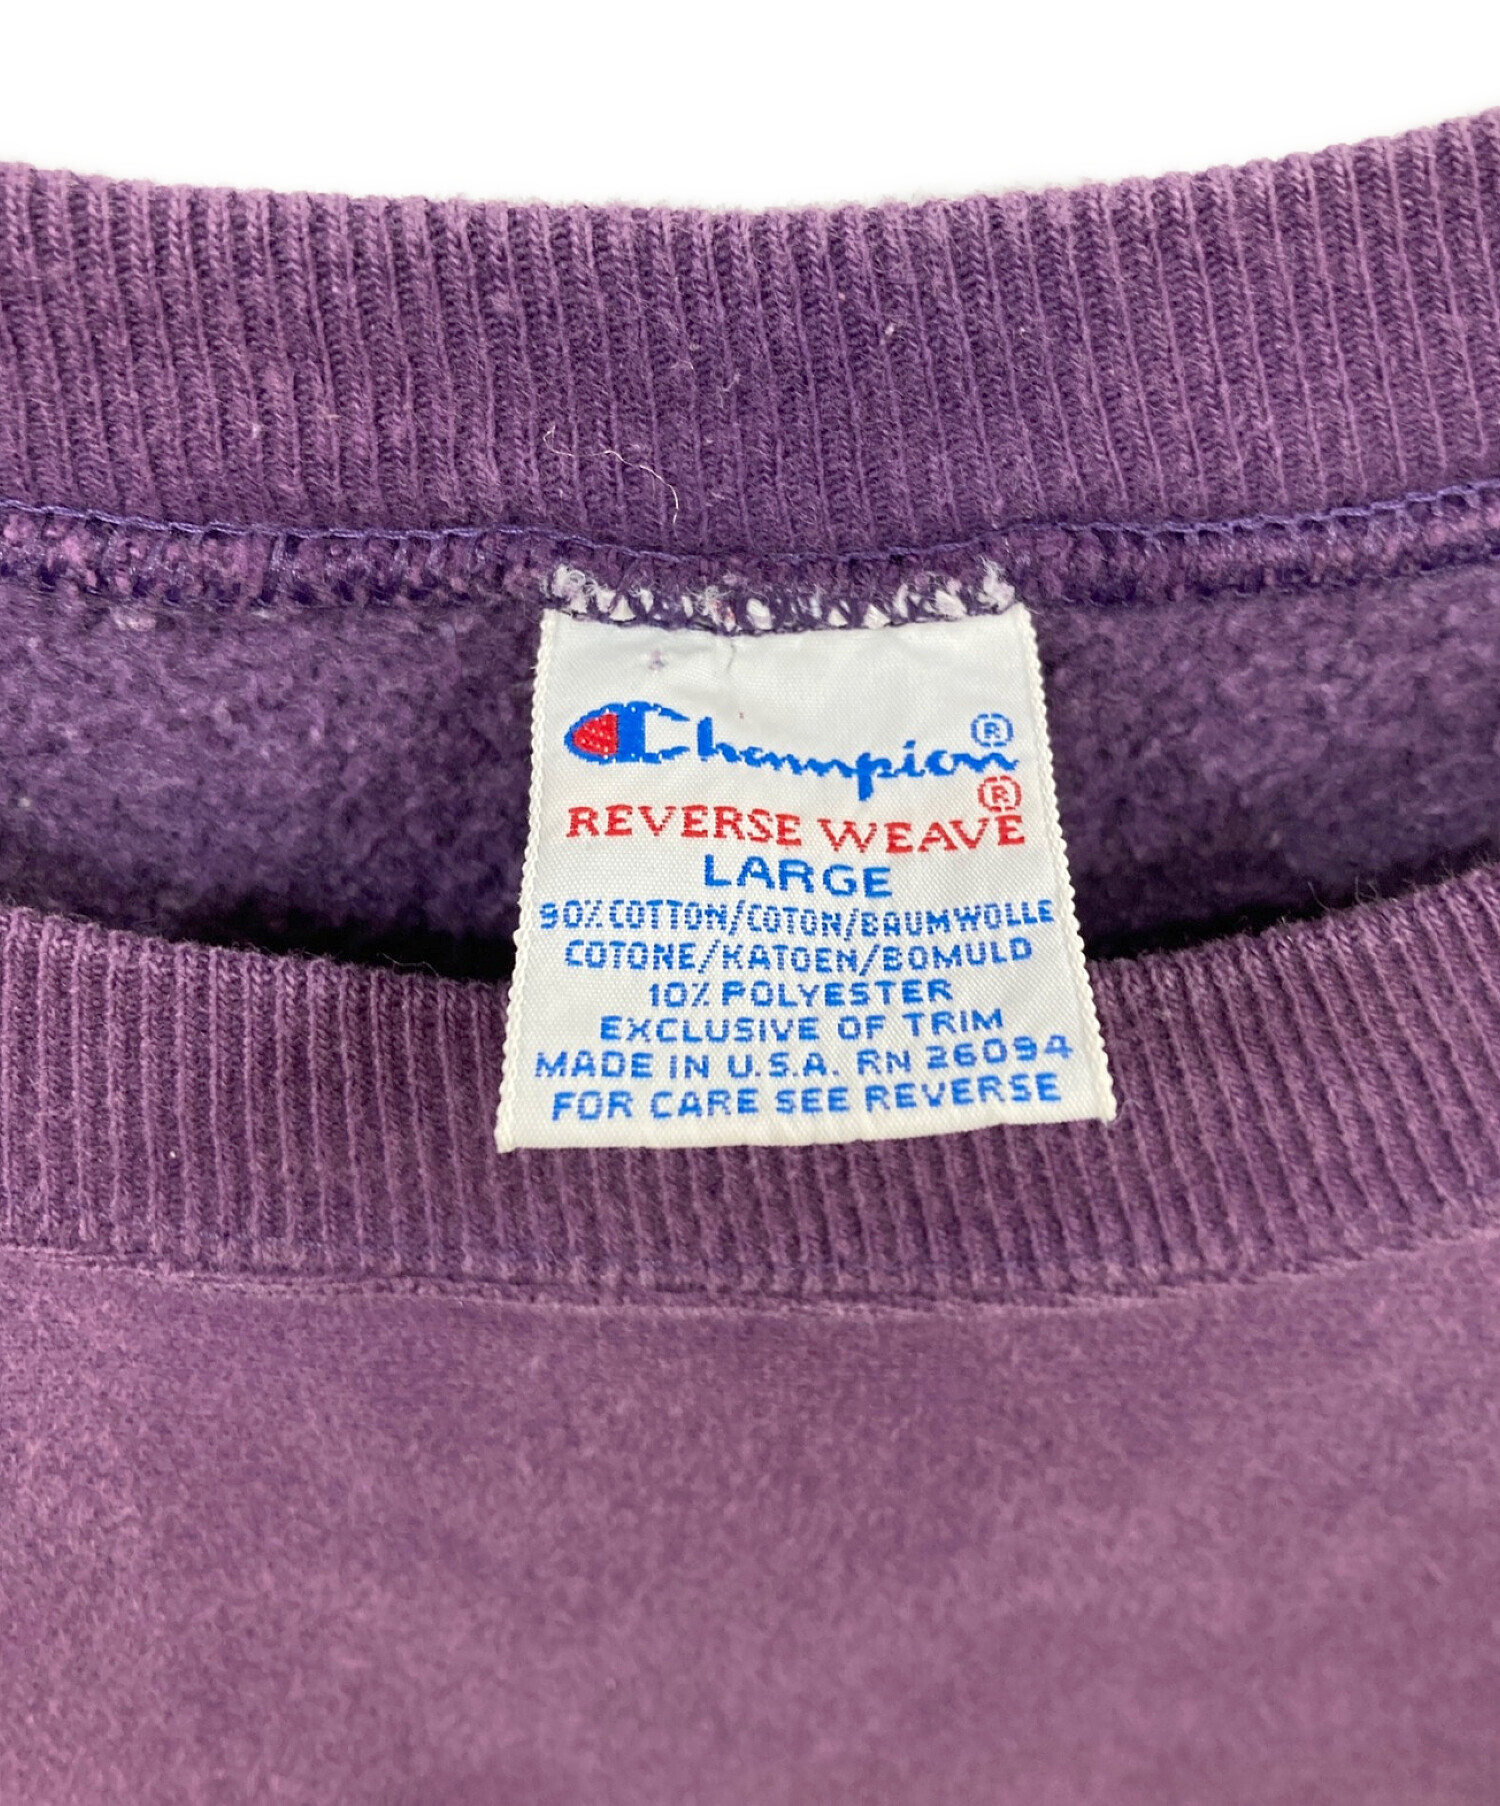 Champion®
REVERSE WEAVE®
LARGE
90% COTTON/COTON/BAUMWOLLE
COTONE/KATOEN/BOMULD
10% POLYESTER
EXCLUSIVE OF TRIM
MADE IN U.S.A. RN 26094
FOR CARE SEE REVERSE